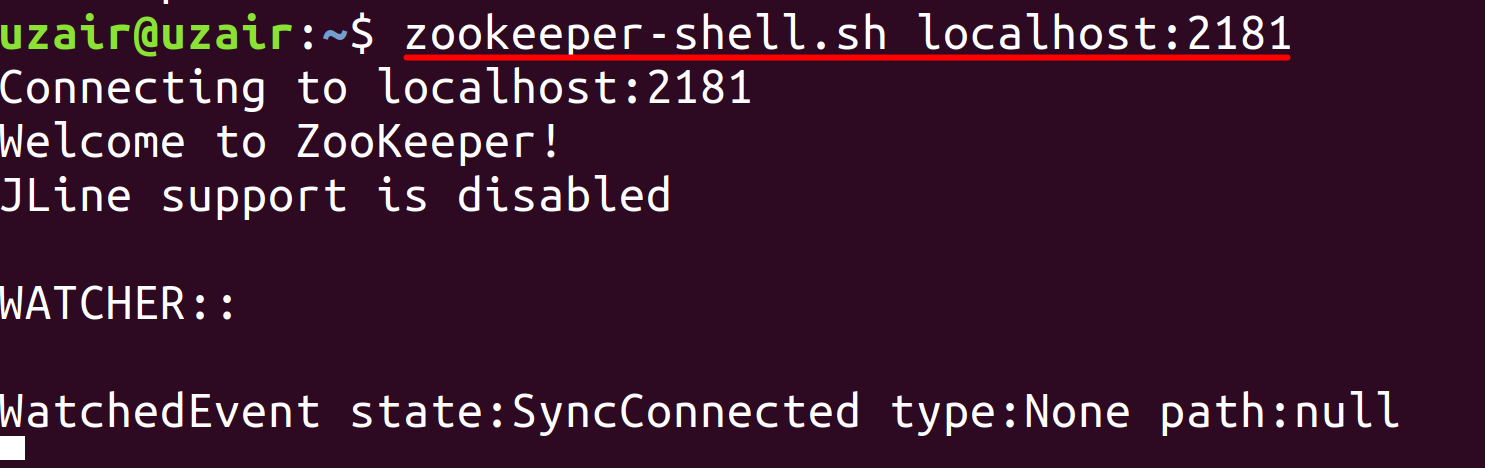 uzair@uzair:~$ zookeeper-shell.sh localhost:2181
Connecting to localhost:2181
Welcome to ZooKeeper!
JLine support is disabled
WATCHER::
WatchedEvent state:SyncConnected type:None path:null